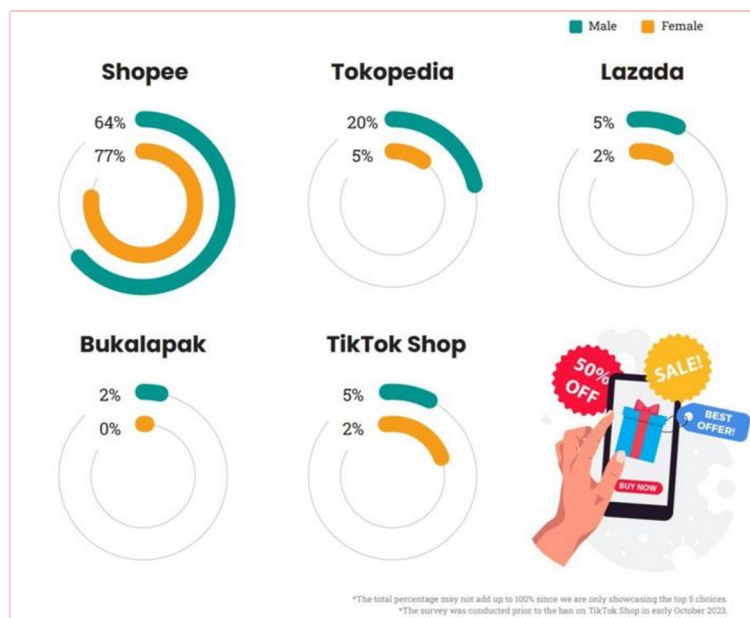 Male Female
Shopee
64%
77%
Tokopedia
20%
5%
Lazada
5%
2%
Bukalapak
2%
0%
TikTok Shop
5%
2%
50%
OFF
SALE!
BEST
OFFER!
BUY NOW
*The total percentage may not add up to 100% since we are only showcasing the top 5 choices.
*The survey was conducted prior to the ban on TikTok Shop in early October 2023.